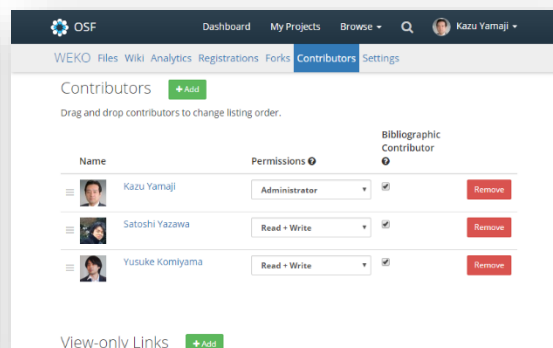 OSF Dashboard My Projects Browse Kazu Yamaji
WEKO Files Wiki Analytics Registrations Forks Contributors Settings
Contributors + Add
Drag and drop contributors to change listing order.
Name Permissions Bibliographic Contributor
Kazu Yamaji Administrator Remove
Satoshi Yazawa Read + Write Remove
Yusuke Komiyama Read + Write Remove
View-only Links + Add